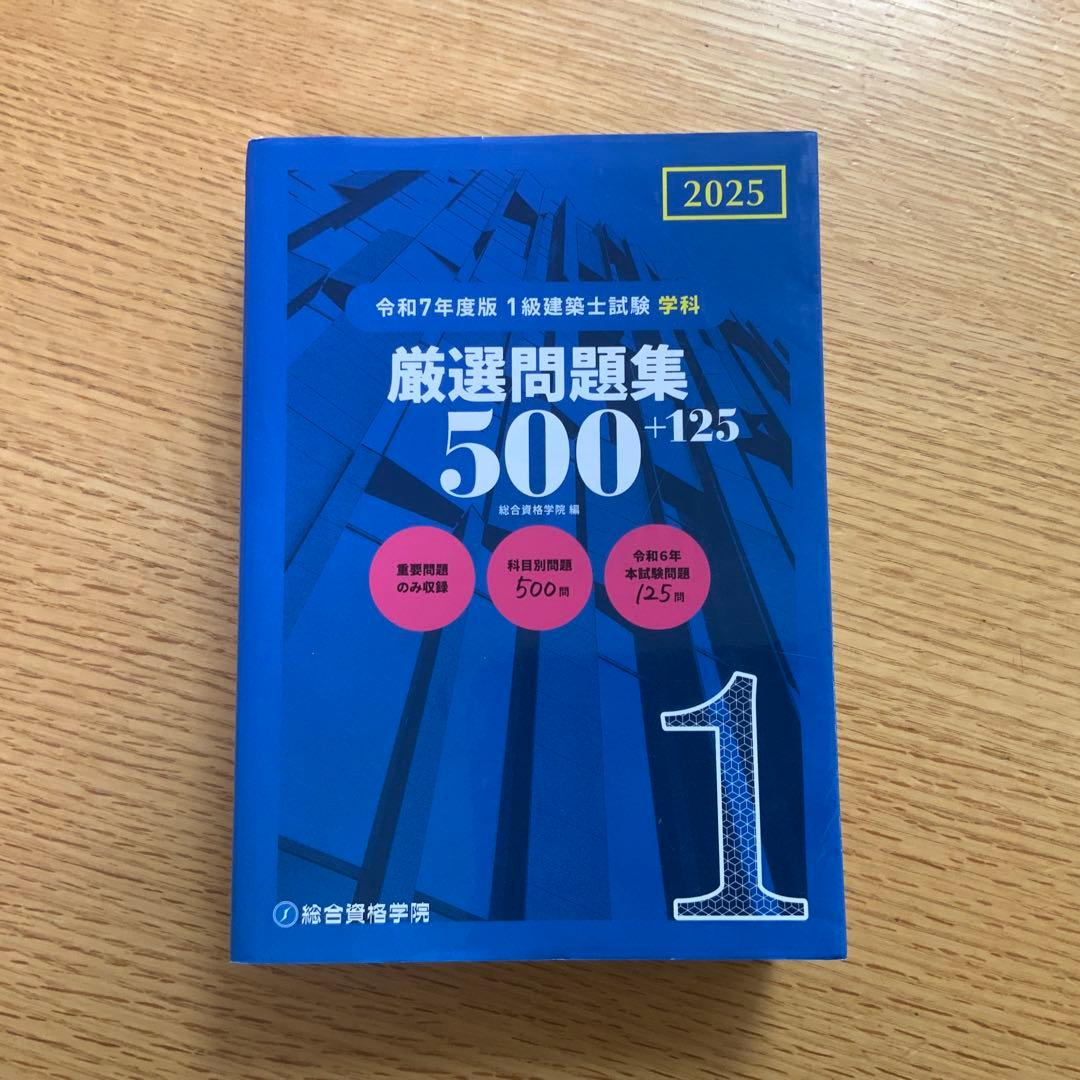 2025
令和7年度版 1級建築士試験 学科
厳選問題集
500+125
総合資格学院 編
重要問題
のみ収録
科目別問題
500問
令和6年
本試験問題
125問
1
総合資格学院